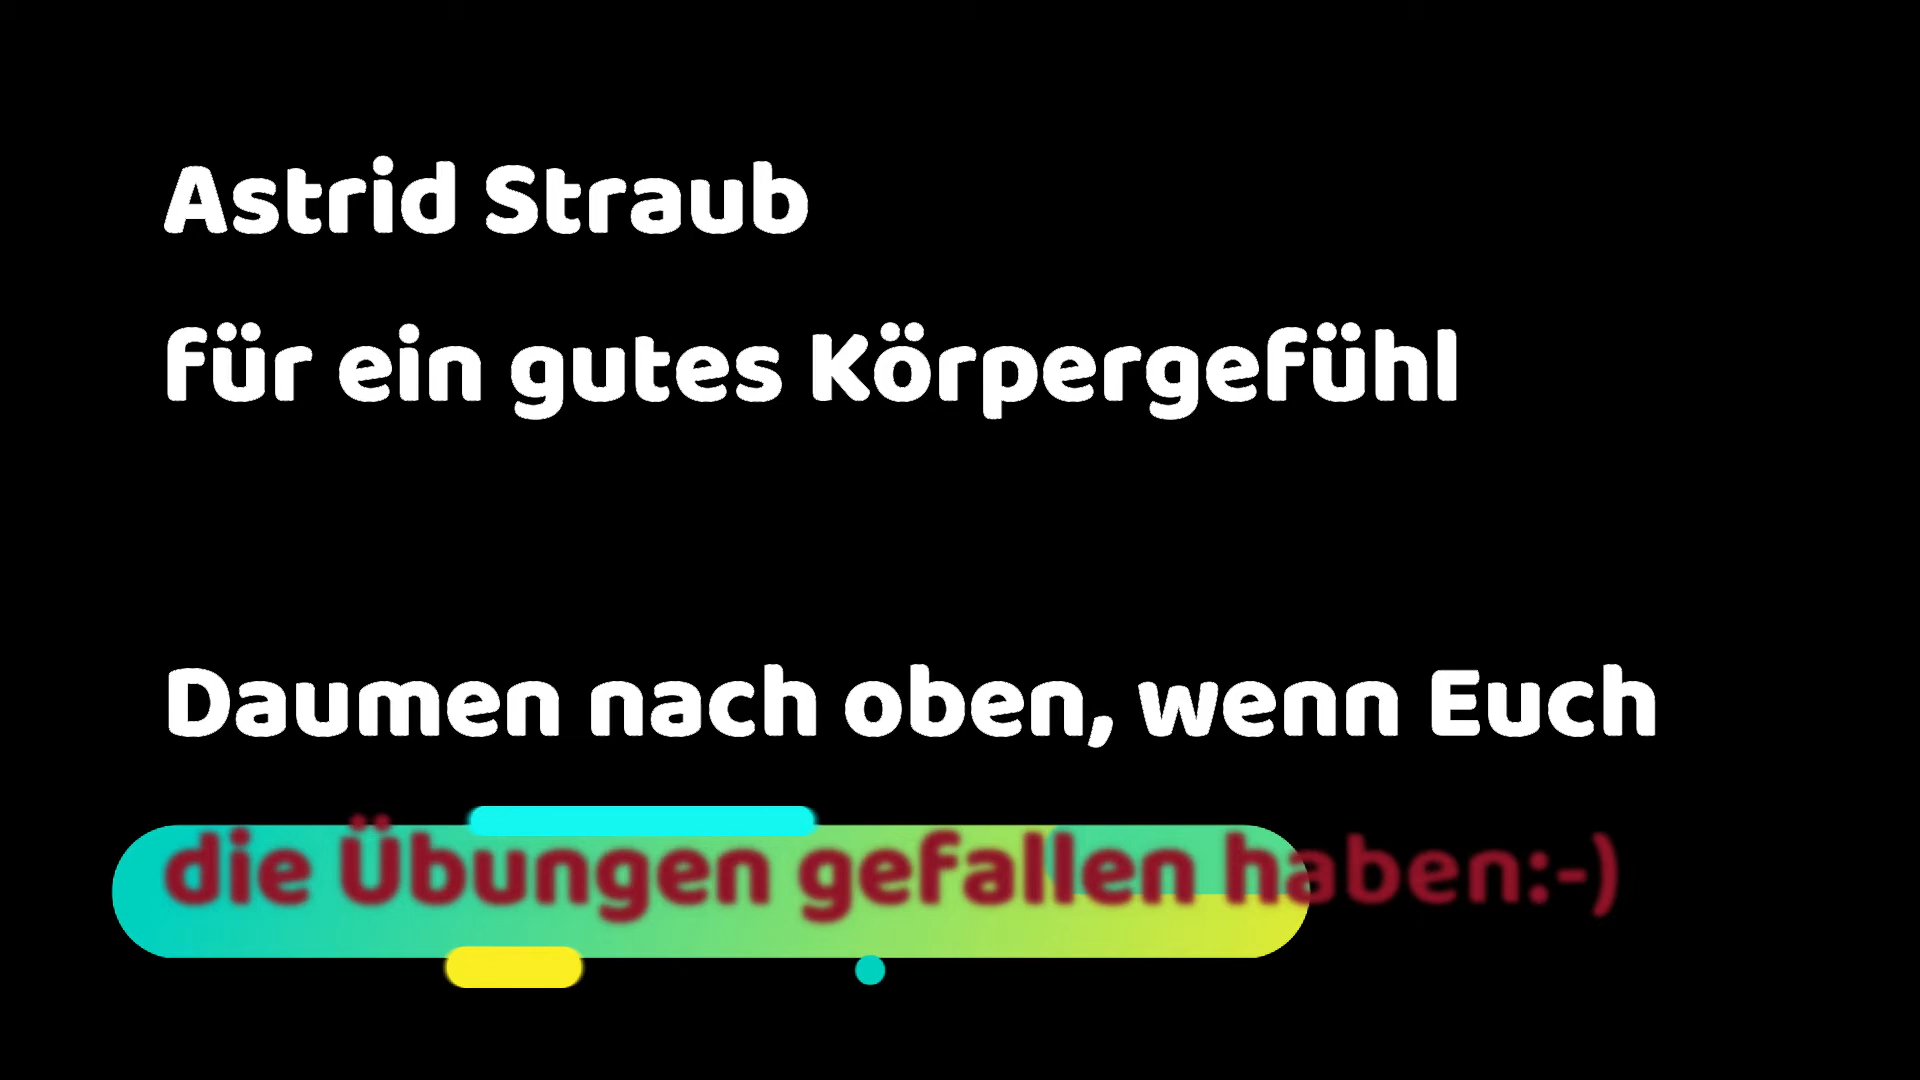 Astrid Straub
für ein gutes Körpergefühl
Daumen nach oben, wenn Euch
die Übungen gefallen haben:-)